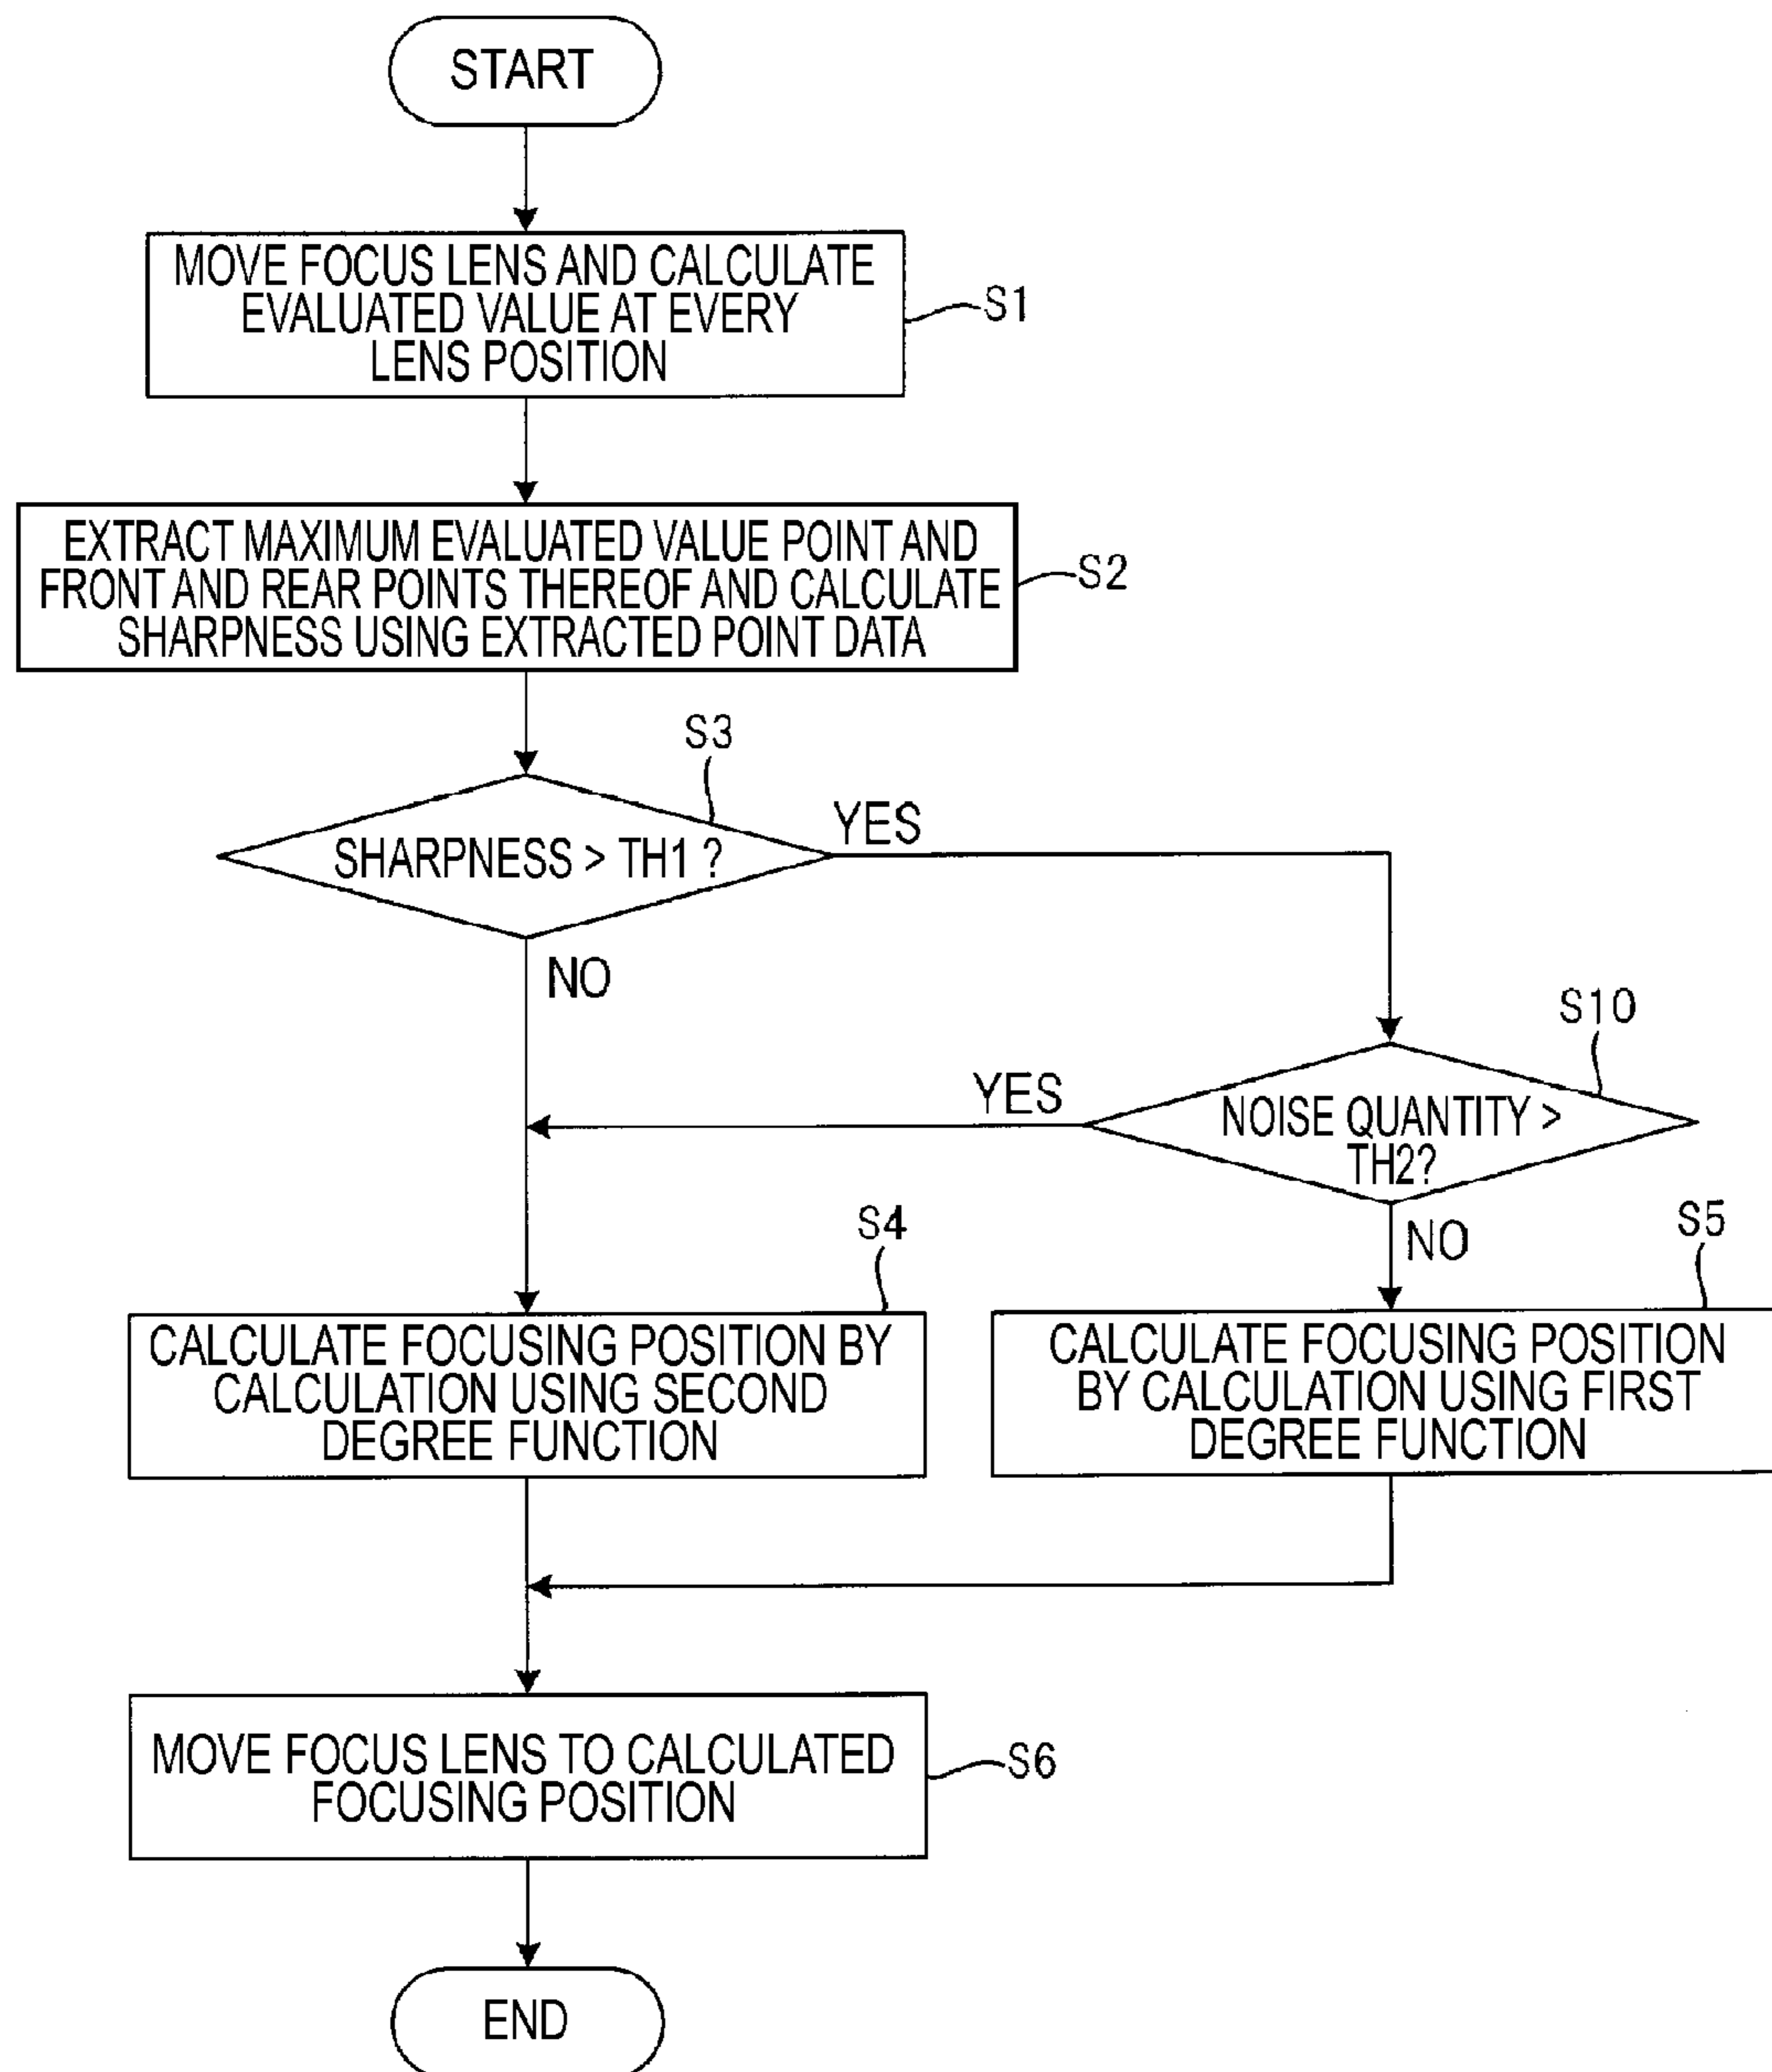 START
MOVE FOCUS LENS AND CALCULATE
EVALUATED VALUE AT EVERY
LENS POSITION
S1
EXTRACT MAXIMUM EVALUATED VALUE POINT AND
FRONT AND REAR POINTS THEREOF AND CALCULATE
SHARPNESS USING EXTRACTED POINT DATA
S2
S3
SHARPNESS > TH1 ?
YES
NO
S10
NOISE QUANTITY >
TH2?
YES
NO
S4
CALCULATE FOCUSING POSITION BY
CALCULATION USING SECOND
DEGREE FUNCTION
S5
CALCULATE FOCUSING POSITION
BY CALCULATION USING FIRST
DEGREE FUNCTION
MOVE FOCUS LENS TO CALCULATED
FOCUSING POSITION
S6
END